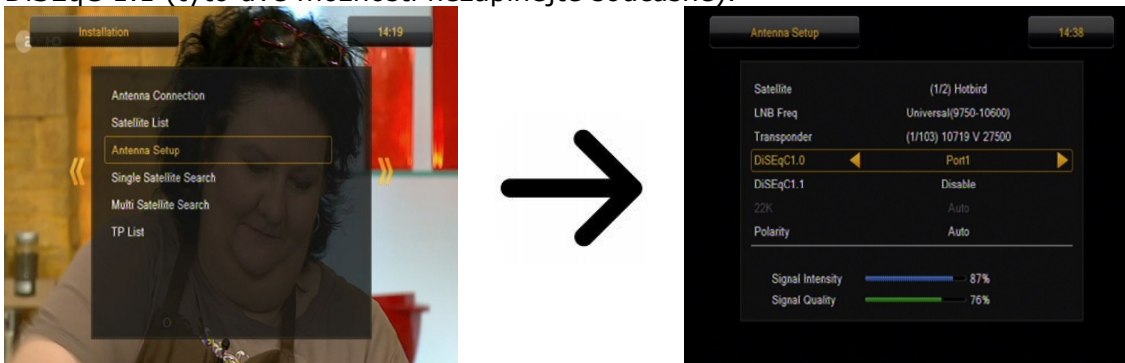 Installation
14:19
Antenna Connection
Satellite List
Antenna Setup
Single Satellite Search
Multi Satellite Search
TP List
Antenna Setup
14:38
Satellite (1/2) Hotbird
LNB Freq Universal(9750-10600)
Transponder (1/103) 10719 V 27500
DiSEqC1.0 Port1
DiSEqC1.1 Disable
22K Auto
Polarity Auto
Signal Intensity 87%
Signal Quality 76%